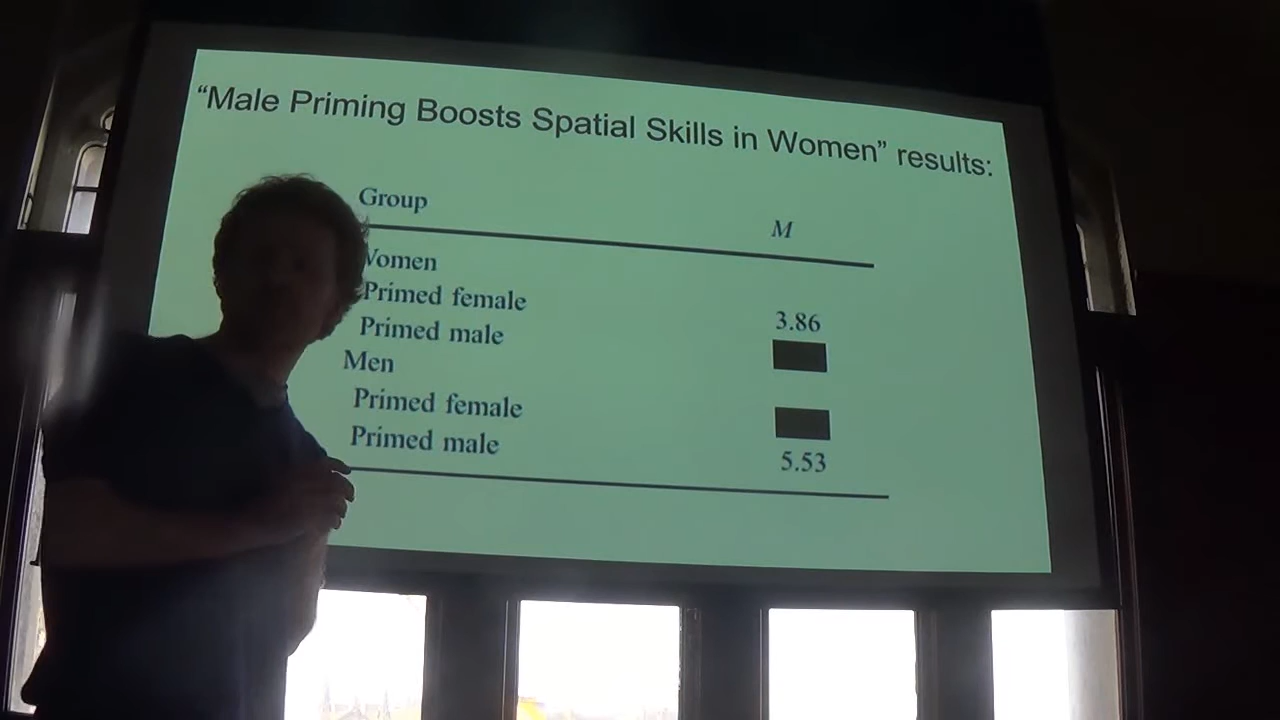 “Male Priming Boosts Spatial Skills in Women” results:
Group M
Women
Primed female 3.86
Primed male
Men
Primed female
Primed male 5.53